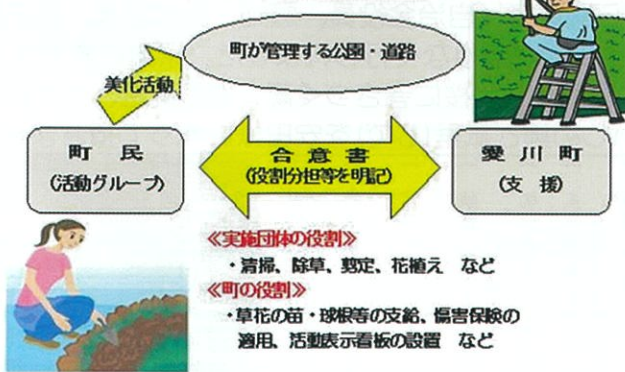 町が管理する公園・道路
美化活動
町　民
(活動グループ)
合意書
(役割分担等を明記)
愛川町
(支　援)
≪実施団体の役割≫
・清掃、除草、剪定、花植え　など
≪町の役割≫
・草花の苗・球根等の支給、傷害保険の
適用、活動表示看板の設置　など